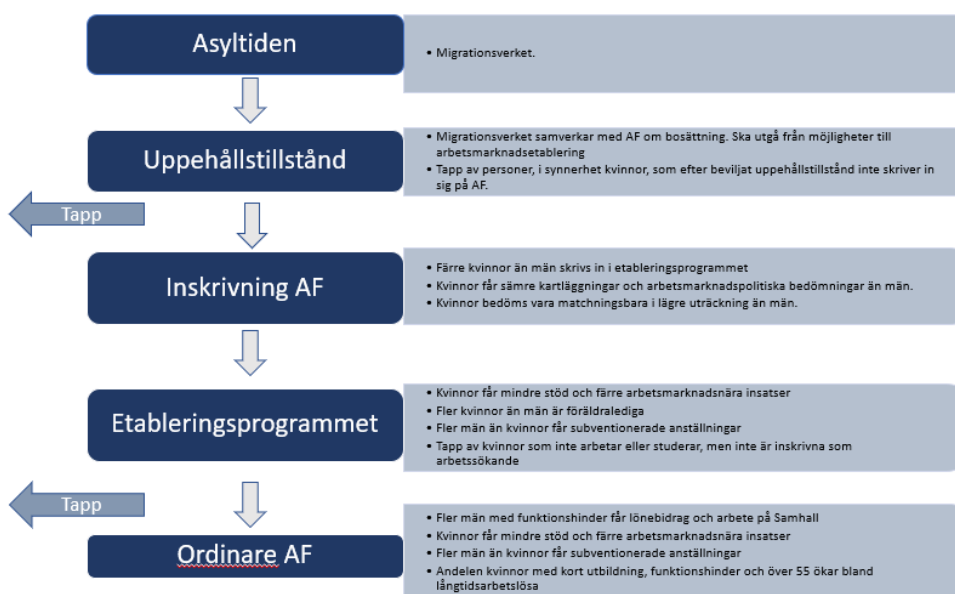 Asyltiden
• Migrationsverket.
Uppehållstillstånd
• Migrationsverket samverkar med AF om bosättning. Ska utgå från möjligheter till
arbetsmarknadsetablering
• Tapp av personer, i synnerhet kvinnor, som efter beviljat uppehållstillstånd inte skriver in
sig på AF.
Tapp
Inskrivning AF
• Färre kvinnor än män skrivs in i etableringsprogrammet
• Kvinnor får sämre kartläggningar och arbetsmarknadspolitiska bedömningar än män.
• Kvinnor bedöms vara matchningsbara i lägre uträckning än män.
Etableringsprogrammet
• Kvinnor får mindre stöd och färre arbetsmarknadsnära insatser
• Fler kvinnor än män är föräldralediga
• Fler män än kvinnor får subventionerade anställningar
• Tapp av kvinnor som inte arbetar eller studerar, men inte är inskrivna som
arbetssökande
Tapp
Ordinare AF
• Fler män med funktionshinder får lönebidrag och arbete på Samhall
• Kvinnor får mindre stöd och färre arbetsmarknadsnära insatser
• Fler män än kvinnor får subventionerade anställningar
• Andelen kvinnor med kort utbildning, funktionshinder och över 55 ökar bland
långtidsarbetslösa